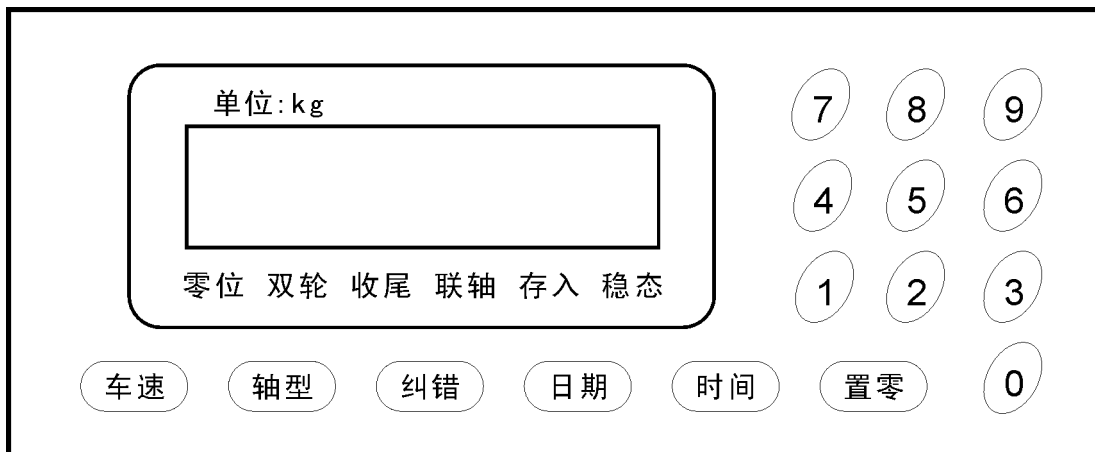 单位:kg
零位 双轮 收尾 联轴 存入 稳态
7 8 9
4 5 6
1 2 3
0
车速 轴型 纠错 日期 时间 置零